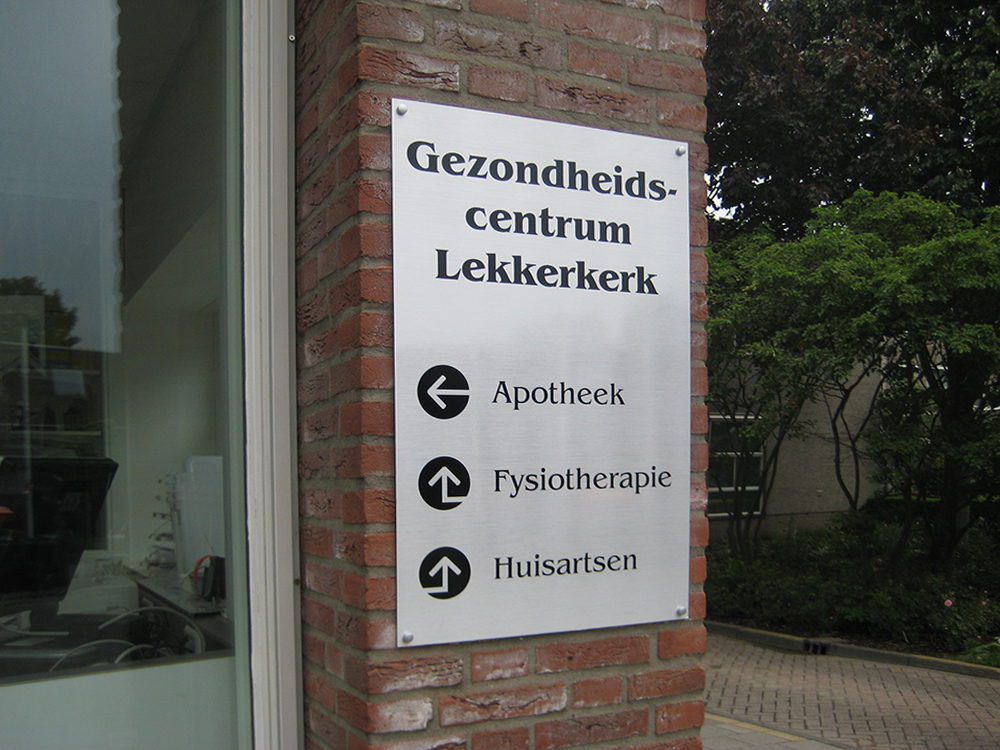 Gezondheids-
centrum
Lekkerkerk
Apotheek
Fysiotherapie
Huisartsen